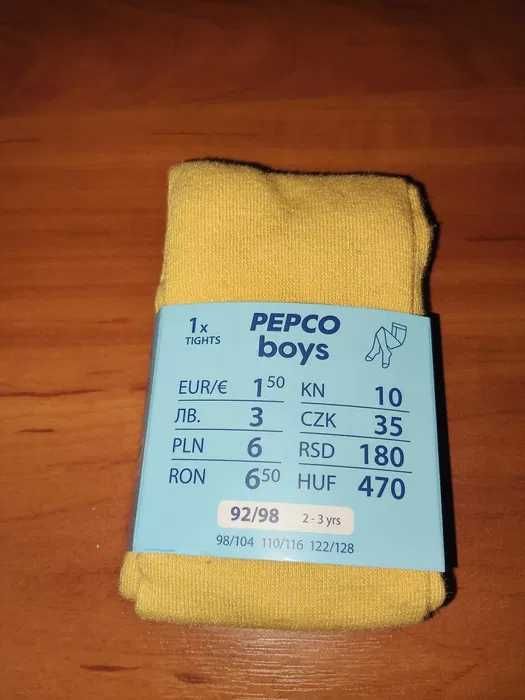 1x
TIGHTS
PEPCO
boys
EUR/€ 1 50
ЛВ. 3
PLN 6
RON 6 50
KN 10
CZK 35
RSD 180
HUF 470
92/98 2-3 yrs
98/104 110/116 122/128